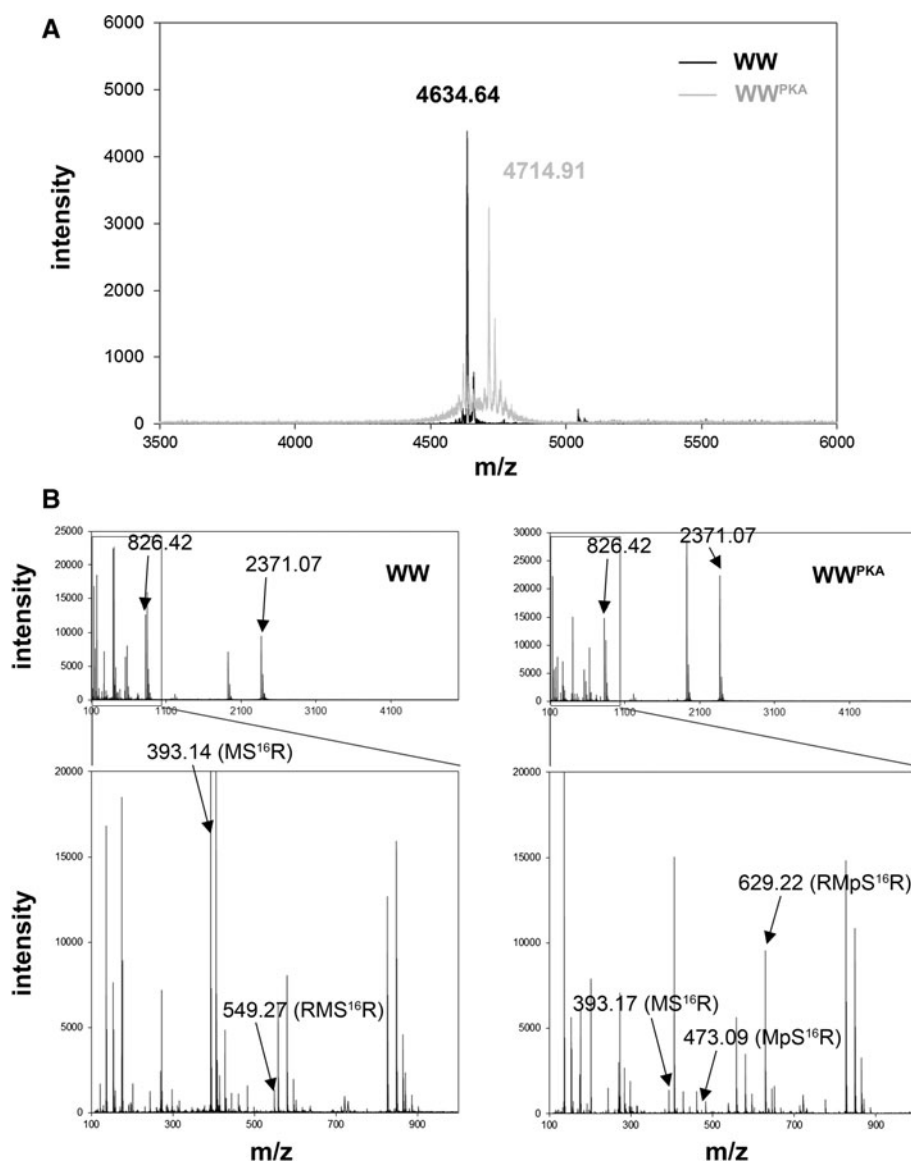 A
6000
5000
4000
3000
2000
1000
0
intensity
4634.64
4714.91
WW
WW^PKA
3500 4000 4500 5000 5500 6000
m/z
B
25000
20000
15000
10000
5000
0
intensity
826.42
2371.07
WW
100 1100 2100 3100 4100
30000
25000
20000
15000
10000
5000
0
826.42
2371.07
WW^PKA
100 1100 2100 3100 4100
20000
15000
10000
5000
0
intensity
393.14 (MS¹⁶R)
549.27 (RMS¹⁶R)
100 300 500 700 900
m/z
20000
15000
10000
5000
0
629.22 (RMpS¹⁶R)
393.17 (MS¹⁶R)
473.09 (MpS¹⁶R)
100 300 500 700 900
m/z